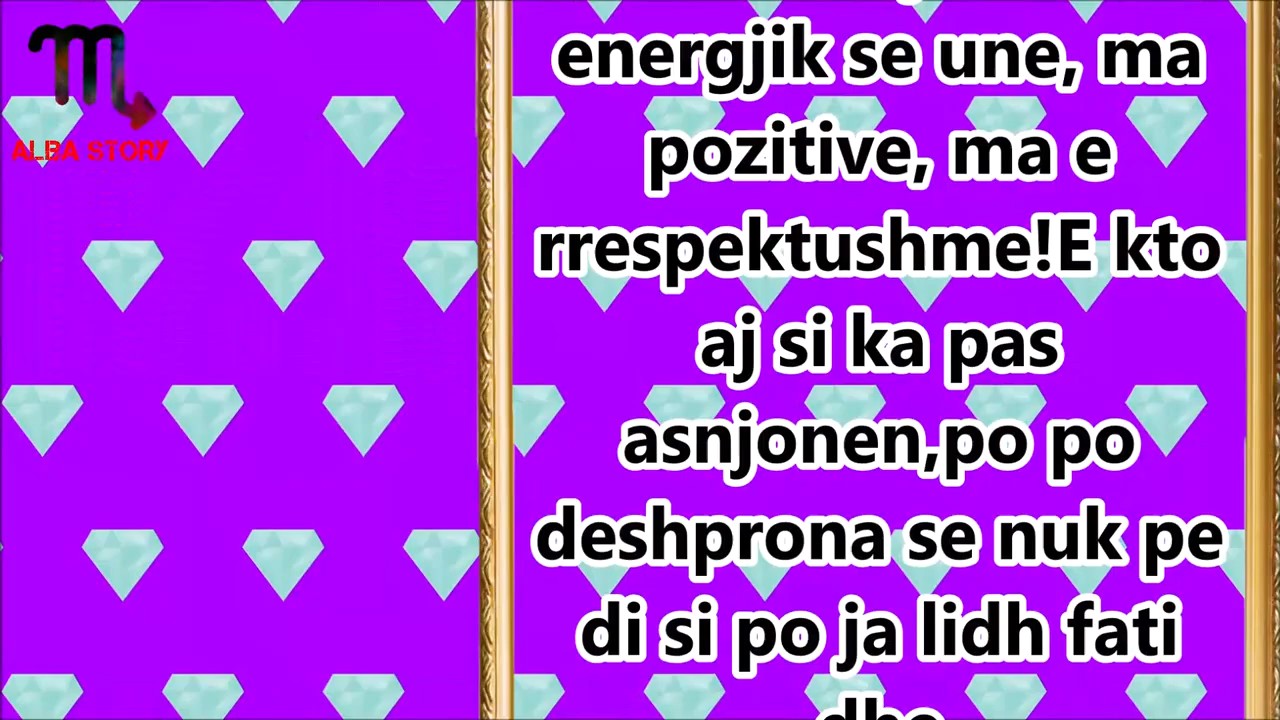 ALBA STORY
energjik se une, ma
pozitive, ma e
rrespektushme!E kto
aj si ka pas
asnjonen,po po
deshprona se nuk pe
di si po ja lidh fati
dhe